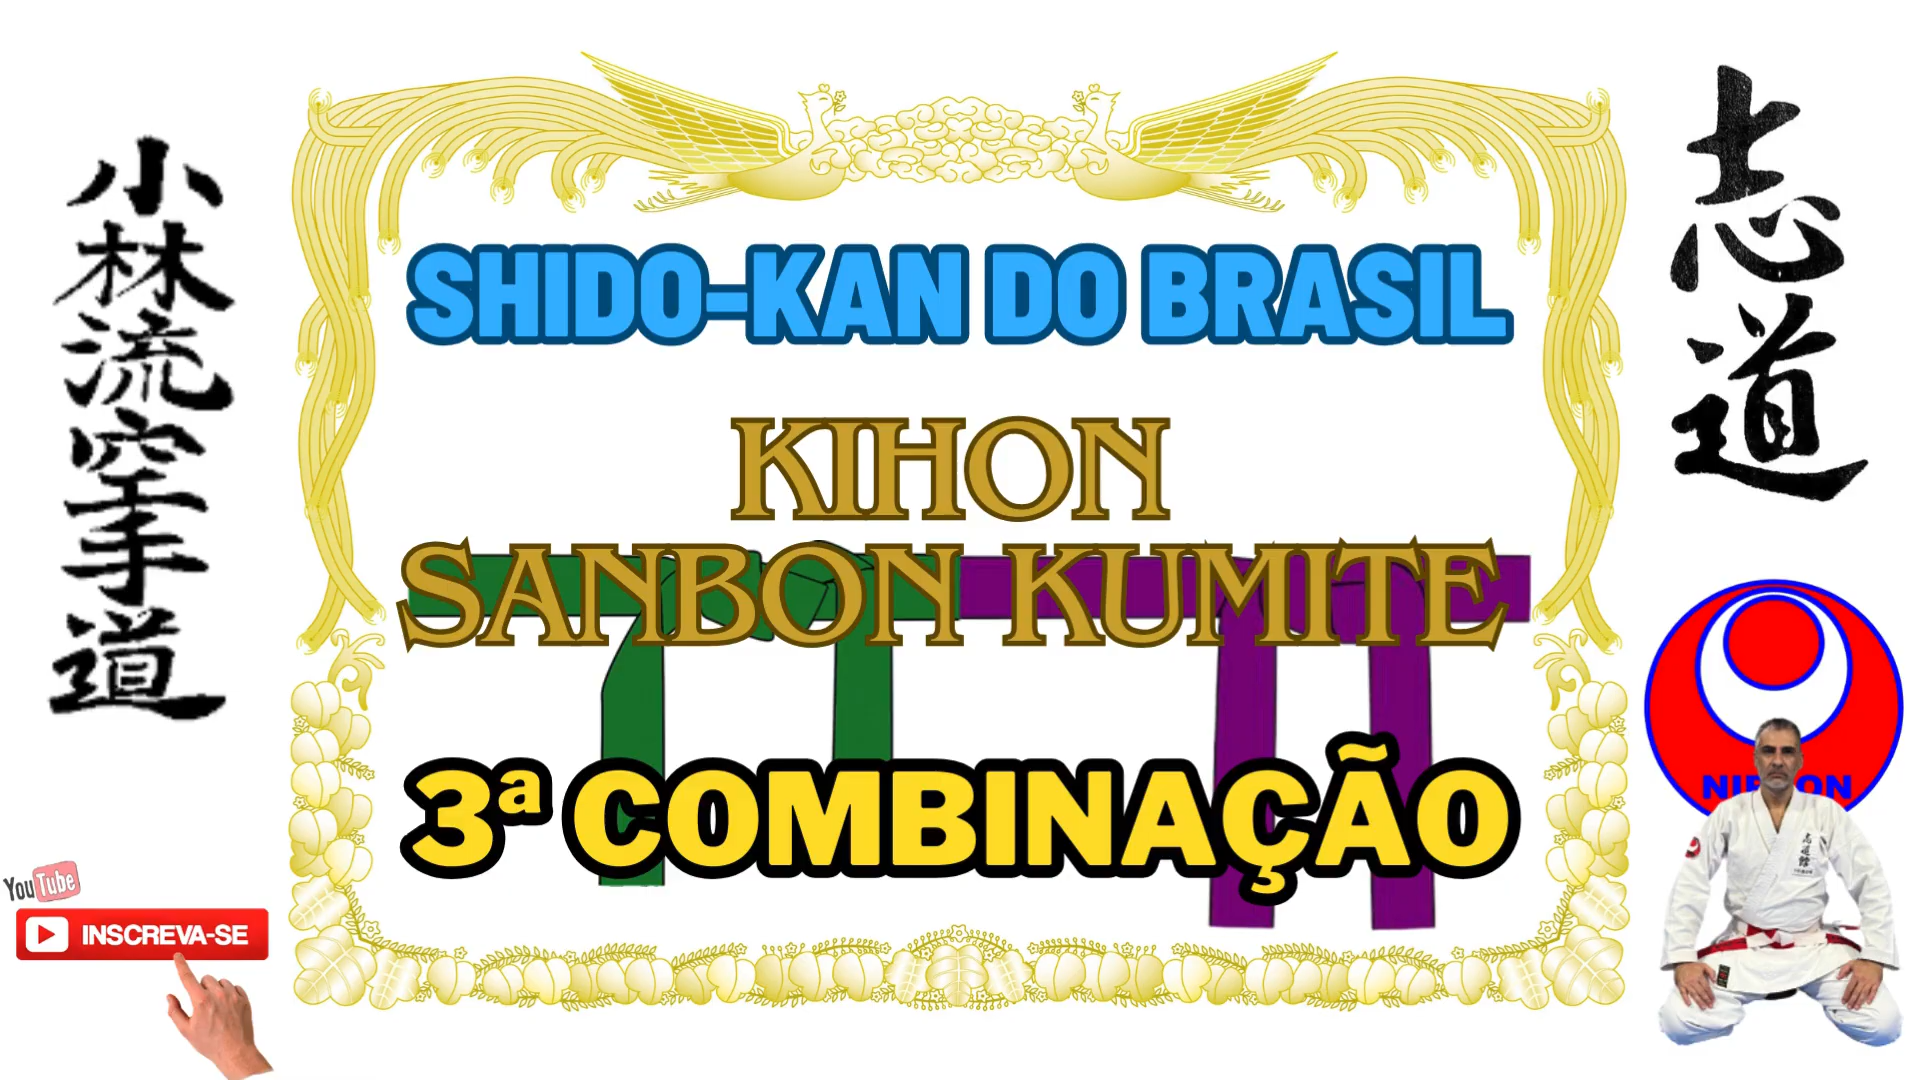 小林流空手道
SHIDO-KAN DO BRASIL
KIHON
SANBON KUMITE
3ª COMBINAÇÃO
志道
YouTube
INSCREVA-SE